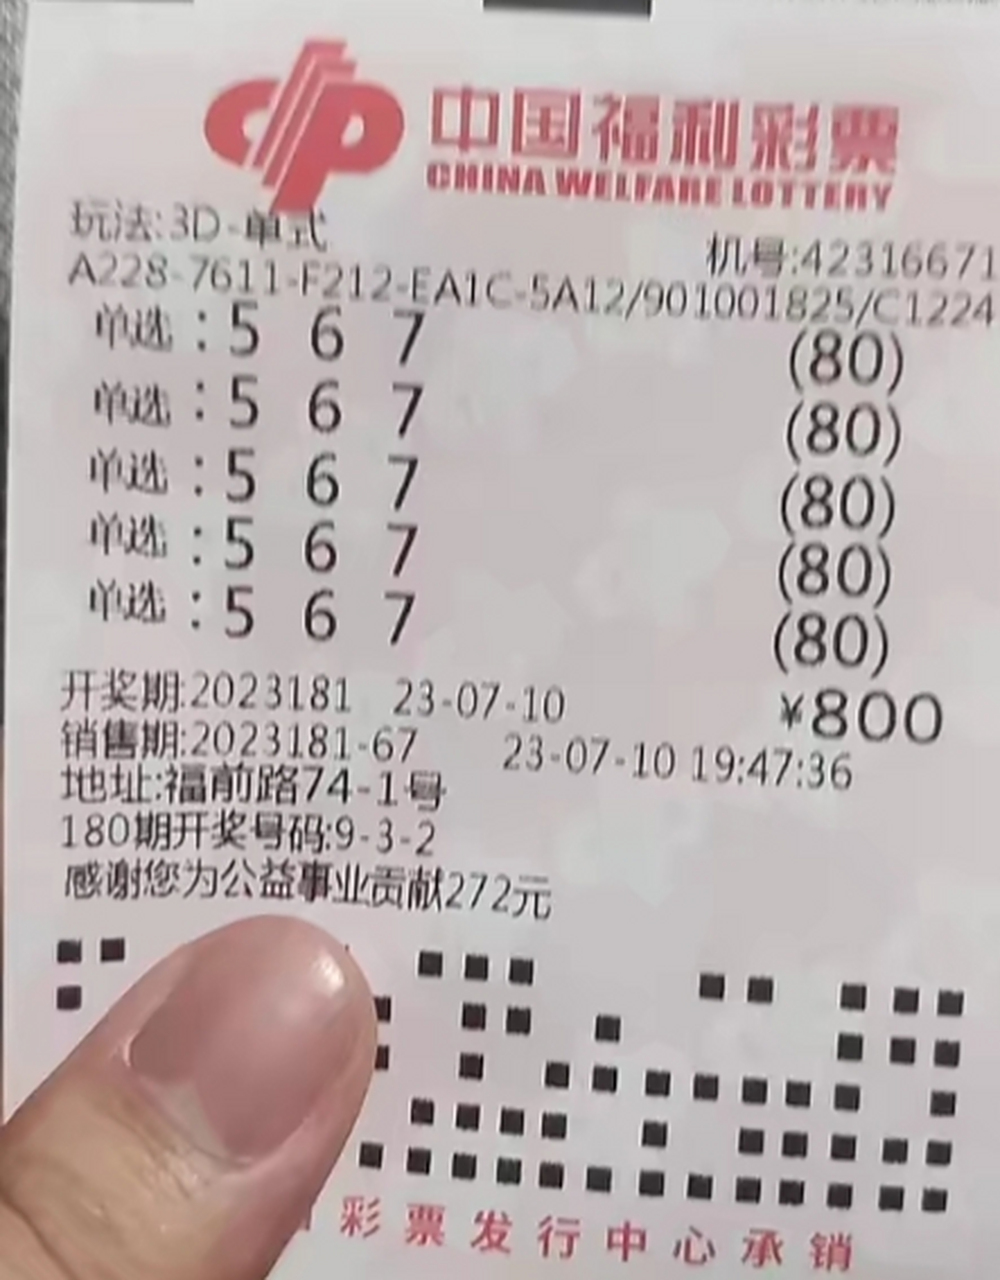 中国福利彩票
CHINA WELFARE LOTTERY
玩法:3D-单式
机号:42316671
A228-7611-F212-EA1C-5A12/901001825/C1224
单选:5 6 7 (80)
单选:5 6 7 (80)
单选:5 6 7 (80)
单选:5 6 7 (80)
单选:5 6 7 (80)
开奖期:2023181 23-07-10 ¥800
销售期:2023181-67 23-07-10 19:47:36
地址:福前路74-1号
180期开奖号码:9-3-2
感谢您为公益事业贡献272元
彩票发行中心承销